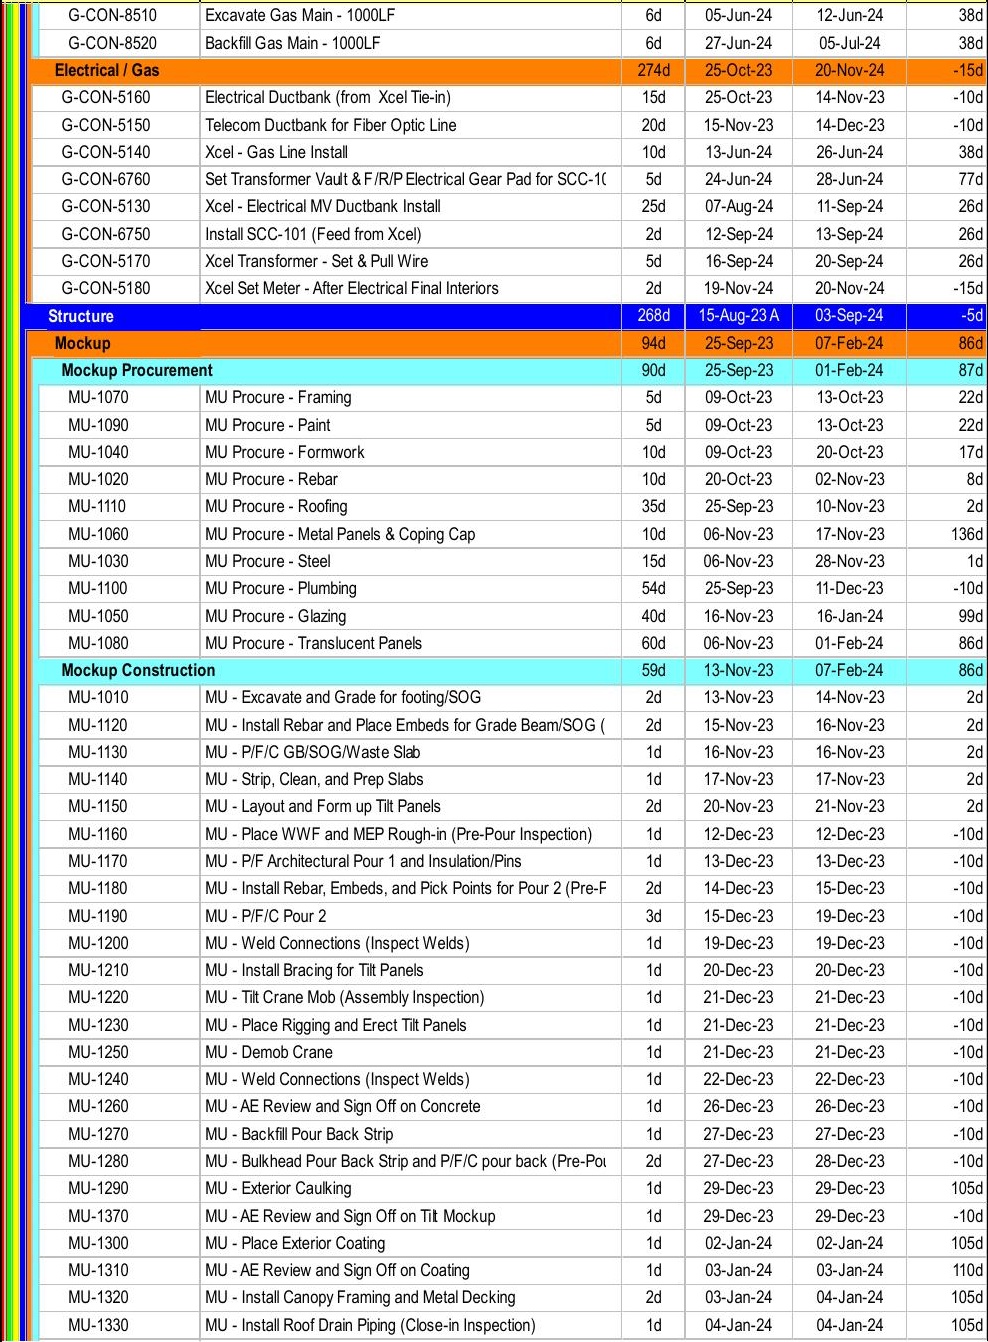 G-CON-8510 Excavate Gas Main - 1000LF 6d 05-Jun-24 12-Jun-24 38d
G-CON-8520 Backfill Gas Main - 1000LF 6d 27-Jun-24 05-Jul-24 38d
Electrical / Gas 274d 25-Oct-23 20-Nov-24 -15d
G-CON-5160 Electrical Ductbank (from Xcel Tie-in) 15d 25-Oct-23 14-Nov-23 -10d
G-CON-5150 Telecom Ductbank for Fiber Optic Line 20d 15-Nov-23 14-Dec-23 -10d
G-CON-5140 Xcel - Gas Line Install 10d 13-Jun-24 26-Jun-24 38d
G-CON-6760 Set Transformer Vault & F/R/P Electrical Gear Pad for SCC-10 5d 24-Jun-24 28-Jun-24 77d
G-CON-5130 Xcel - Electrical MV Ductbank Install 25d 07-Aug-24 11-Sep-24 26d
G-CON-6750 Install SCC-101 (Feed from Xcel) 2d 12-Sep-24 13-Sep-24 26d
G-CON-5170 Xcel Transformer - Set & Pull Wire 5d 16-Sep-24 20-Sep-24 26d
G-CON-5180 Xcel Set Meter - After Electrical Final Interiors 2d 19-Nov-24 20-Nov-24 -15d
Structure 268d 15-Aug-23 A 03-Sep-24 -5d
Mockup 94d 25-Sep-23 07-Feb-24 86d
Mockup Procurement 90d 25-Sep-23 01-Feb-24 87d
MU-1070 MU Procure - Framing 5d 09-Oct-23 13-Oct-23 22d
MU-1090 MU Procure - Paint 5d 09-Oct-23 13-Oct-23 22d
MU-1040 MU Procure - Formwork 10d 09-Oct-23 20-Oct-23 17d
MU-1020 MU Procure - Rebar 10d 20-Oct-23 02-Nov-23 8d
MU-1110 MU Procure - Roofing 35d 25-Sep-23 10-Nov-23 2d
MU-1060 MU Procure - Metal Panels & Coping Cap 10d 06-Nov-23 17-Nov-23 136d
MU-1030 MU Procure - Steel 15d 06-Nov-23 28-Nov-23 1d
MU-1100 MU Procure - Plumbing 54d 25-Sep-23 11-Dec-23 -10d
MU-1050 MU Procure - Glazing 40d 16-Nov-23 16-Jan-24 99d
MU-1080 MU Procure - Translucent Panels 60d 06-Nov-23 01-Feb-24 86d
Mockup Construction 59d 13-Nov-23 07-Feb-24 86d
MU-1010 MU - Excavate and Grade for footing/SOG 2d 13-Nov-23 14-Nov-23 2d
MU-1120 MU - Install Rebar and Place Embeds for Grade Beam/SOG ( 2d 15-Nov-23 16-Nov-23 2d
MU-1130 MU - P/F/C GB/SOG/Waste Slab 1d 16-Nov-23 16-Nov-23 2d
MU-1140 MU - Strip, Clean, and Prep Slabs 1d 17-Nov-23 17-Nov-23 2d
MU-1150 MU - Layout and Form up Tilt Panels 2d 20-Nov-23 21-Nov-23 2d
MU-1160 MU - Place WWF and MEP Rough-in (Pre-Pour Inspection) 1d 12-Dec-23 12-Dec-23 -10d
MU-1170 MU - P/F Architectural Pour 1 and Insulation/Pins 1d 13-Dec-23 13-Dec-23 -10d
MU-1180 MU - Install Rebar, Embeds, and Pick Points for Pour 2 (Pre-P 2d 14-Dec-23 15-Dec-23 -10d
MU-1190 MU - P/F/C Pour 2 3d 15-Dec-23 19-Dec-23 -10d
MU-1200 MU - Weld Connections (Inspect Welds) 1d 19-Dec-23 19-Dec-23 -10d
MU-1210 MU - Install Bracing for Tilt Panels 1d 20-Dec-23 20-Dec-23 -10d
MU-1220 MU - Tilt Crane Mob (Assembly Inspection) 1d 21-Dec-23 21-Dec-23 -10d
MU-1230 MU - Place Rigging and Erect Tilt Panels 1d 21-Dec-23 21-Dec-23 -10d
MU-1250 MU - Demob Crane 1d 21-Dec-23 21-Dec-23 -10d
MU-1240 MU - Weld Connections (Inspect Welds) 1d 22-Dec-23 22-Dec-23 -10d
MU-1260 MU - AE Review and Sign Off on Concrete 1d 26-Dec-23 26-Dec-23 -10d
MU-1270 MU - Backfill Pour Back Strip 1d 27-Dec-23 27-Dec-23 -10d
MU-1280 MU - Bulkhead Pour Back Strip and P/F/C pour back (Pre-Pou 2d 27-Dec-23 28-Dec-23 -10d
MU-1290 MU - Exterior Caulking 1d 29-Dec-23 29-Dec-23 105d
MU-1370 MU - AE Review and Sign Off on Tilt Mockup 1d 29-Dec-23 29-Dec-23 -10d
MU-1300 MU - Place Exterior Coating 1d 02-Jan-24 02-Jan-24 105d
MU-1310 MU - AE Review and Sign Off on Coating 1d 03-Jan-24 03-Jan-24 110d
MU-1320 MU - Install Canopy Framing and Metal Decking 2d 03-Jan-24 04-Jan-24 105d
MU-1330 MU - Install Roof Drain Piping (Close-in Inspection) 1d 04-Jan-24 04-Jan-24 105d